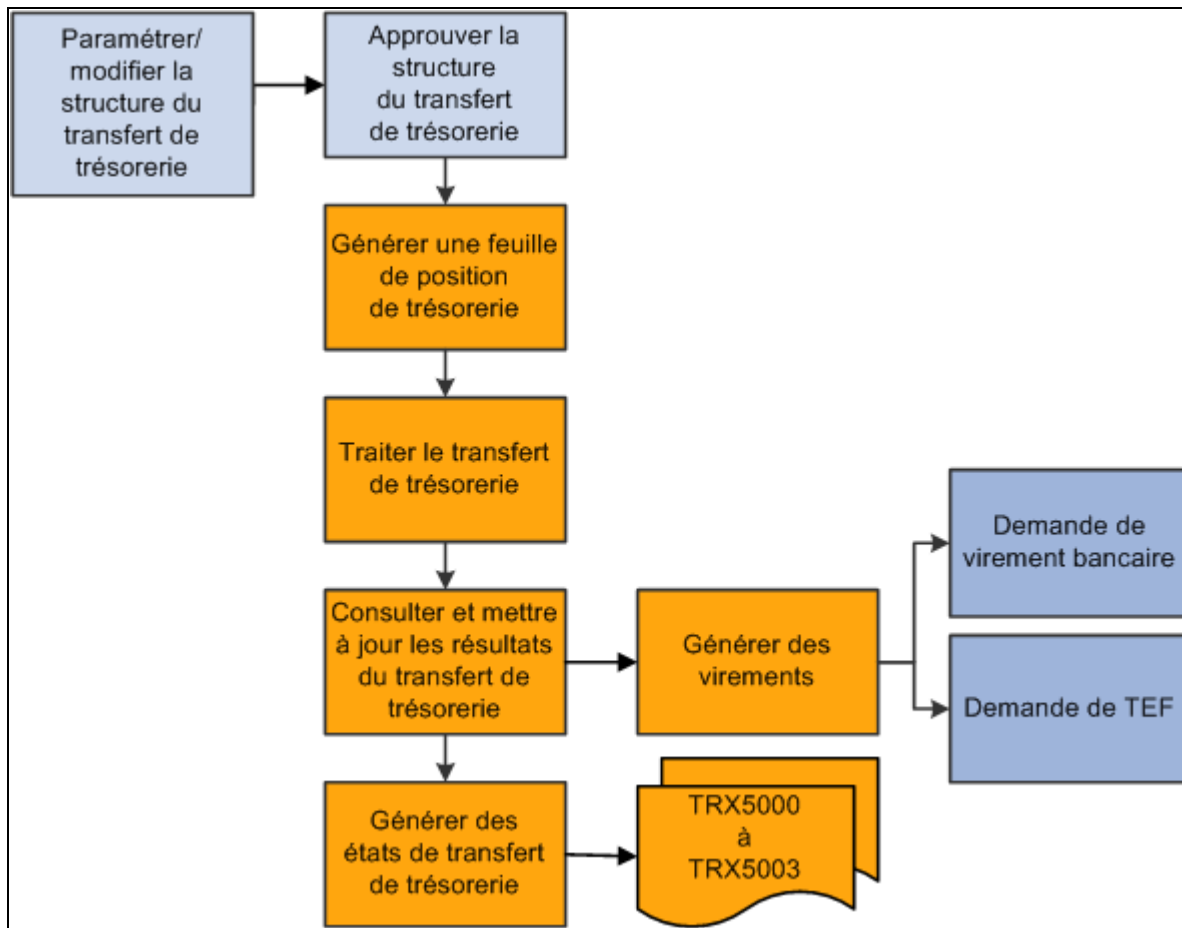 Paramétrer/
modifier la
structure du
transfert de
trésorerie
Approuver la
structure
du transfert
de trésorerie
Générer une feuille
de position
de trésorerie
Traiter le transfert
de trésorerie
Consulter et mettre
à jour les résultats
du transfert de
trésorerie
Générer des
virements
Demande de
virement bancaire
Demande de TEF
Générer des
états de transfert
de trésorerie
TRX5000
à
TRX5003